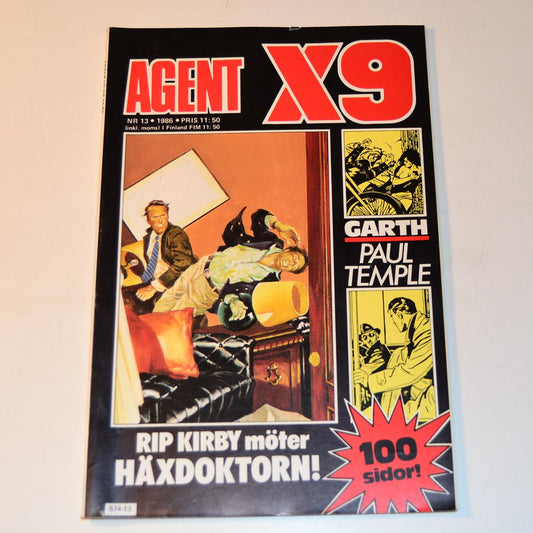 AGENT X9
NR 13 • 1986 • PRIS 11:50
(inkl. moms) I Finland FIM 11:50
GARTH
PAUL
TEMPLE
RIP KIRBY möter
HÄXDOKTORN!
100
sidor!
574-13